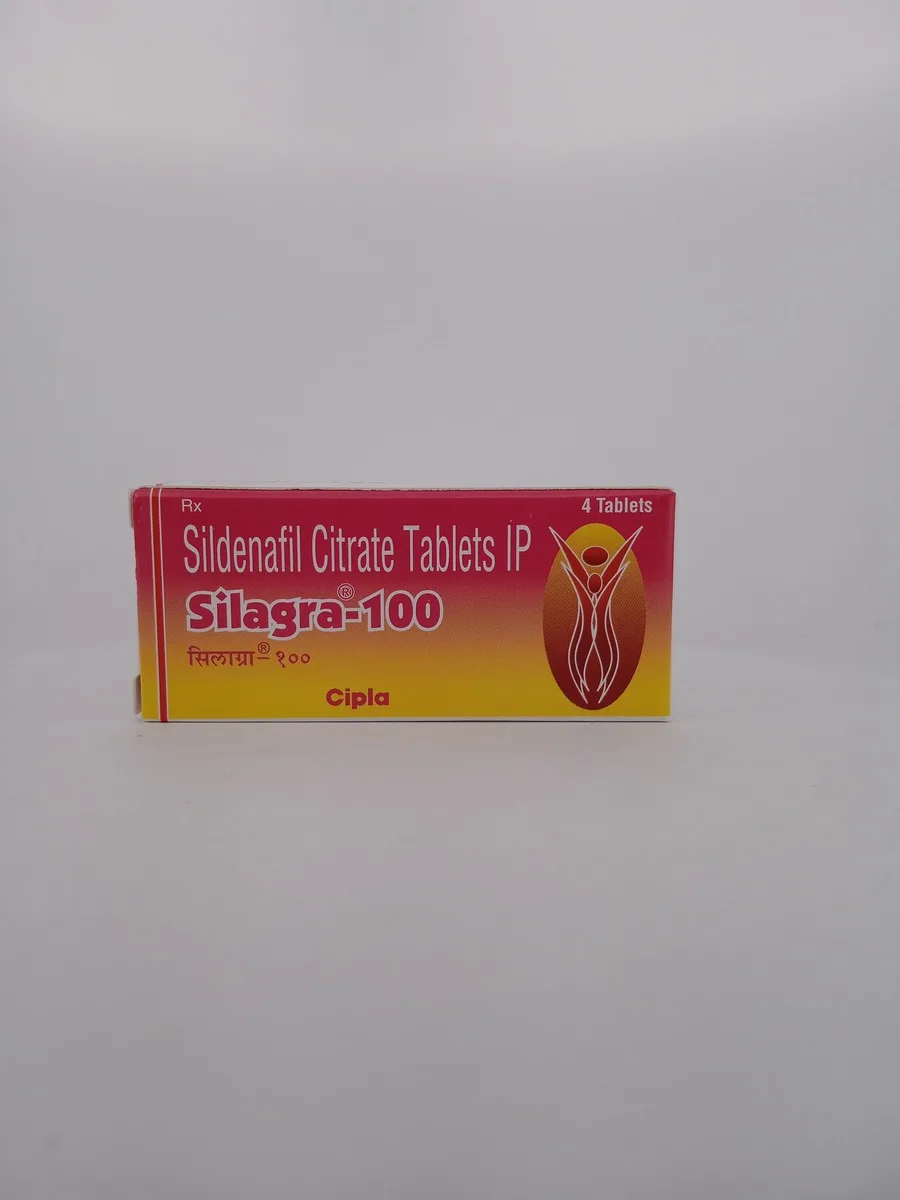 Rx
4 Tablets
Sildenafil Citrate Tablets IP
Silagra®-100
सिलाग्रा®-१००
Cipla